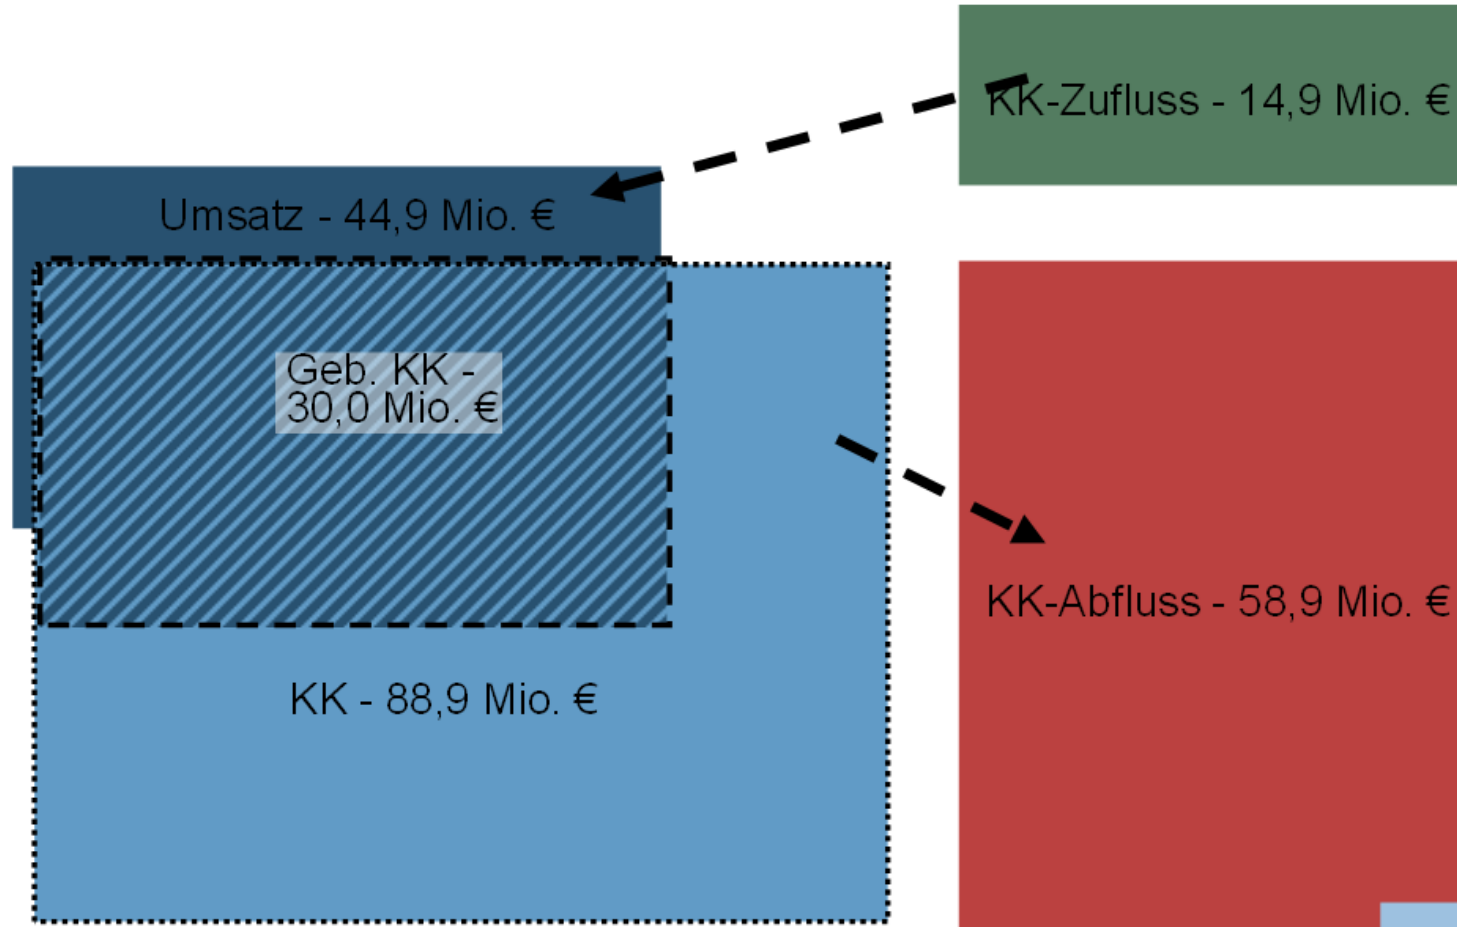 KK-Zufluss - 14,9 Mio. €
Umsatz - 44,9 Mio. €
Geb. KK -
30,0 Mio. €
KK-Abfluss - 58,9 Mio. €
KK - 88,9 Mio. €